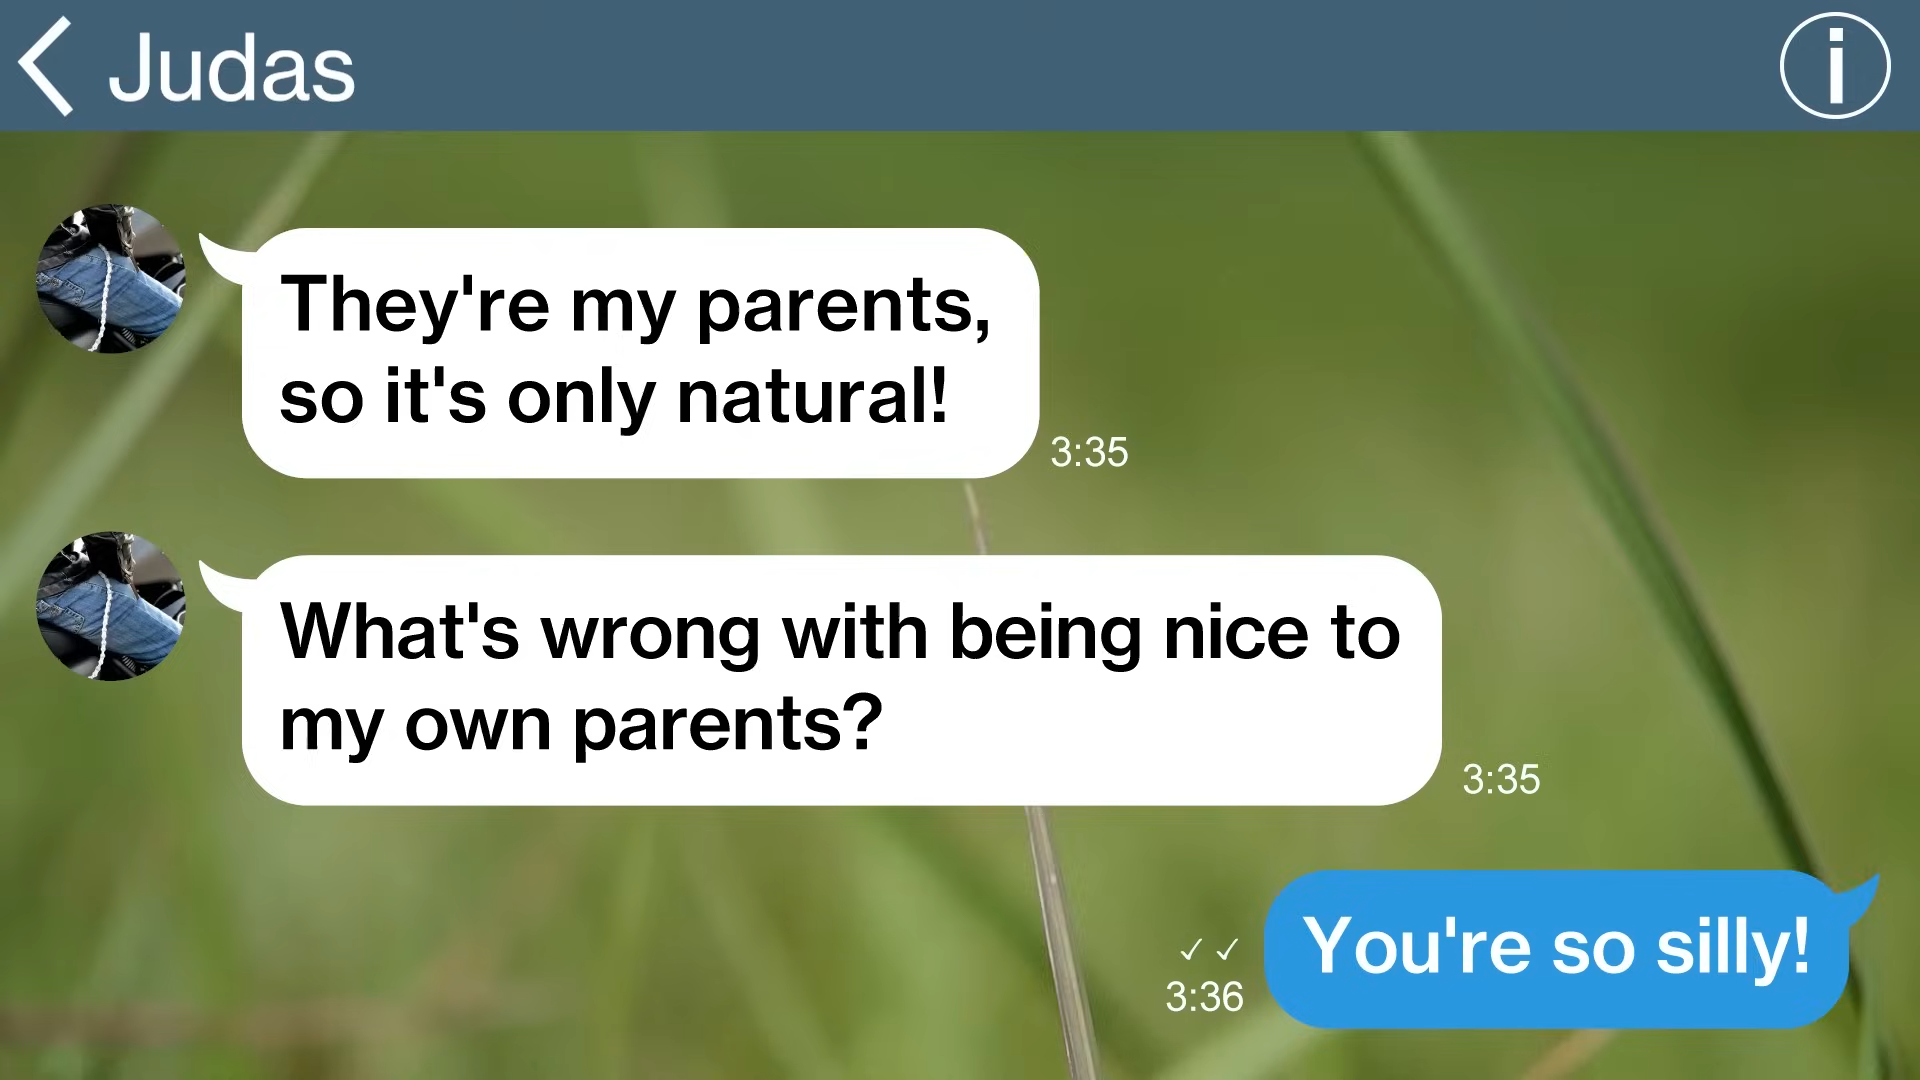 Judas
i
They're my parents,
so it's only natural!
3:35
What's wrong with being nice to
my own parents?
3:35
You're so silly!
✓✓
3:36